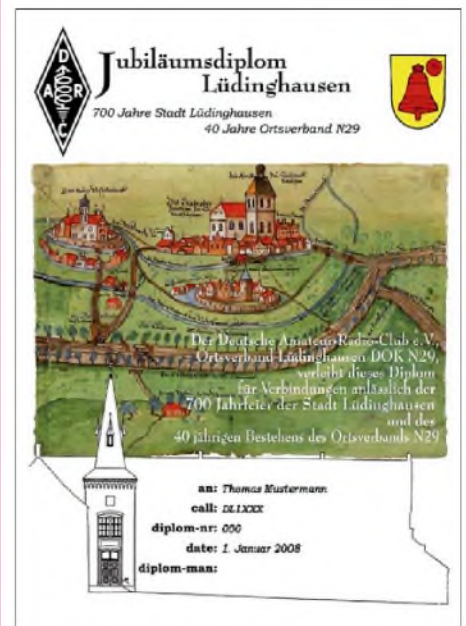 D
A R
C
Jubiläumsdiplom
Lüdinghausen
700 Jahre Stadt Lüdinghausen
40 Jahre Ortsverband N29
Der Deutsche Amateur-Radio-Club e.V.,
Ortsverband Lüdinghausen DOK N29,
verleiht dieses Diplom
für Verbindungen anlässlich der
700 Jahrfeier der Stadt Lüdinghausen
und des
40 jährigen Bestehens des Ortsverbands N29
an: Thomas Mustermann
call: DL1XXX
diplom-nr: 000
date: 1. Januar 2008
diplom-man: